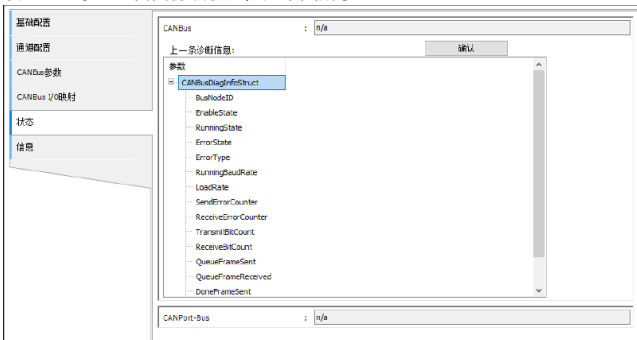 基础配置
通道配置
CANBus参数
CANBus I/O映射
状态
信息
CANBus : n/a
上一条诊断信息: 确认
参数
CANBusDiagInfoStruct
BusNodeID
EnableState
RunningState
ErrorState
ErrorType
RunningBaudRate
LoadRate
SendErrorCounter
ReceiveErrorCounter
TransmitBitCount
ReceiveBitCount
QueueFrameSent
QueueFrameReceived
DoneFrameSent
CANPort-Bus : n/a